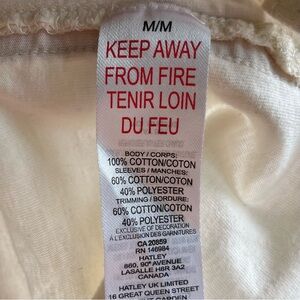 M/M
KEEP AWAY
FROM FIRE
TENIR LOIN
DU FEU
BODY / CORPS:
100% COTTON/COTON
SLEEVES / MANCHES:
60% COTTON/COTON
40% POLYESTER
TRIMMING / BORDURE:
60% COTTON/COTON
40% POLYESTER
EXCLUSIVE OF DECORATION
A L'EXCLUSION DES GARNITURES
CA 20859
RN 146984
HATLEY
860, 90e AVENUE
LASALLE H8R 3A2
CANADA
HATLEY UK LIMITED
16 GREAT QUEEN STREET
GARDEN